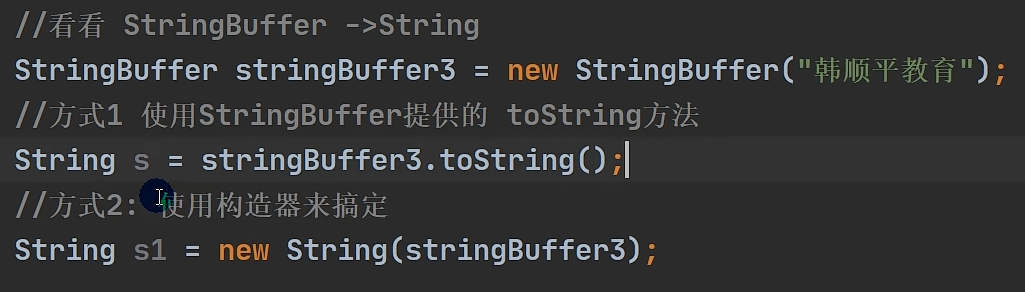 //看看 StringBuffer ->String
StringBuffer stringBuffer3 = new StringBuffer("韩顺平教育");
//方式1 使用StringBuffer提供的 toString方法
String s = stringBuffer3.toString();
//方式2: 使用构造器来搞定
String s1 = new String(stringBuffer3);